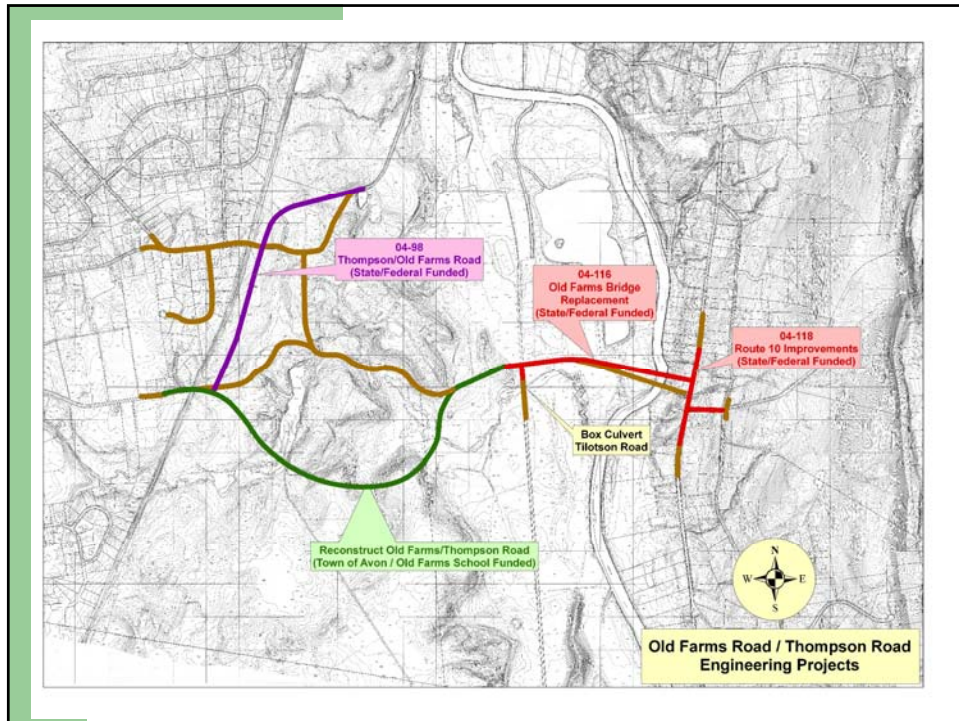 04-98
Thompson/Old Farms Road
(State/Federal Funded)
04-116
Old Farms Bridge
Replacement
(State/Federal Funded)
04-118
Route 10 Improvements
(State/Federal Funded)
Box Culvert
Tilotson Road
Reconstruct Old Farms/Thompson Road
(Town of Avon / Old Farms School Funded)
N
W
E
S
Old Farms Road / Thompson Road
Engineering Projects